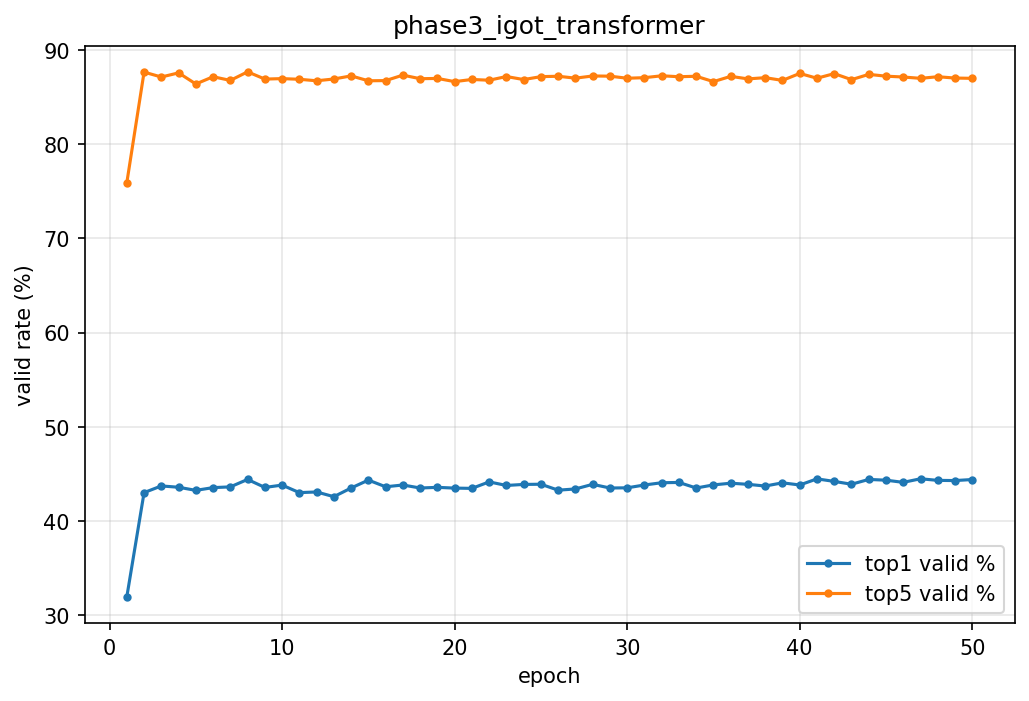 phase3_igot_transformer
90
80
70
60
50
40
30
valid rate (%)
0 10 20 30 40 50
epoch
top1 valid %
top5 valid %